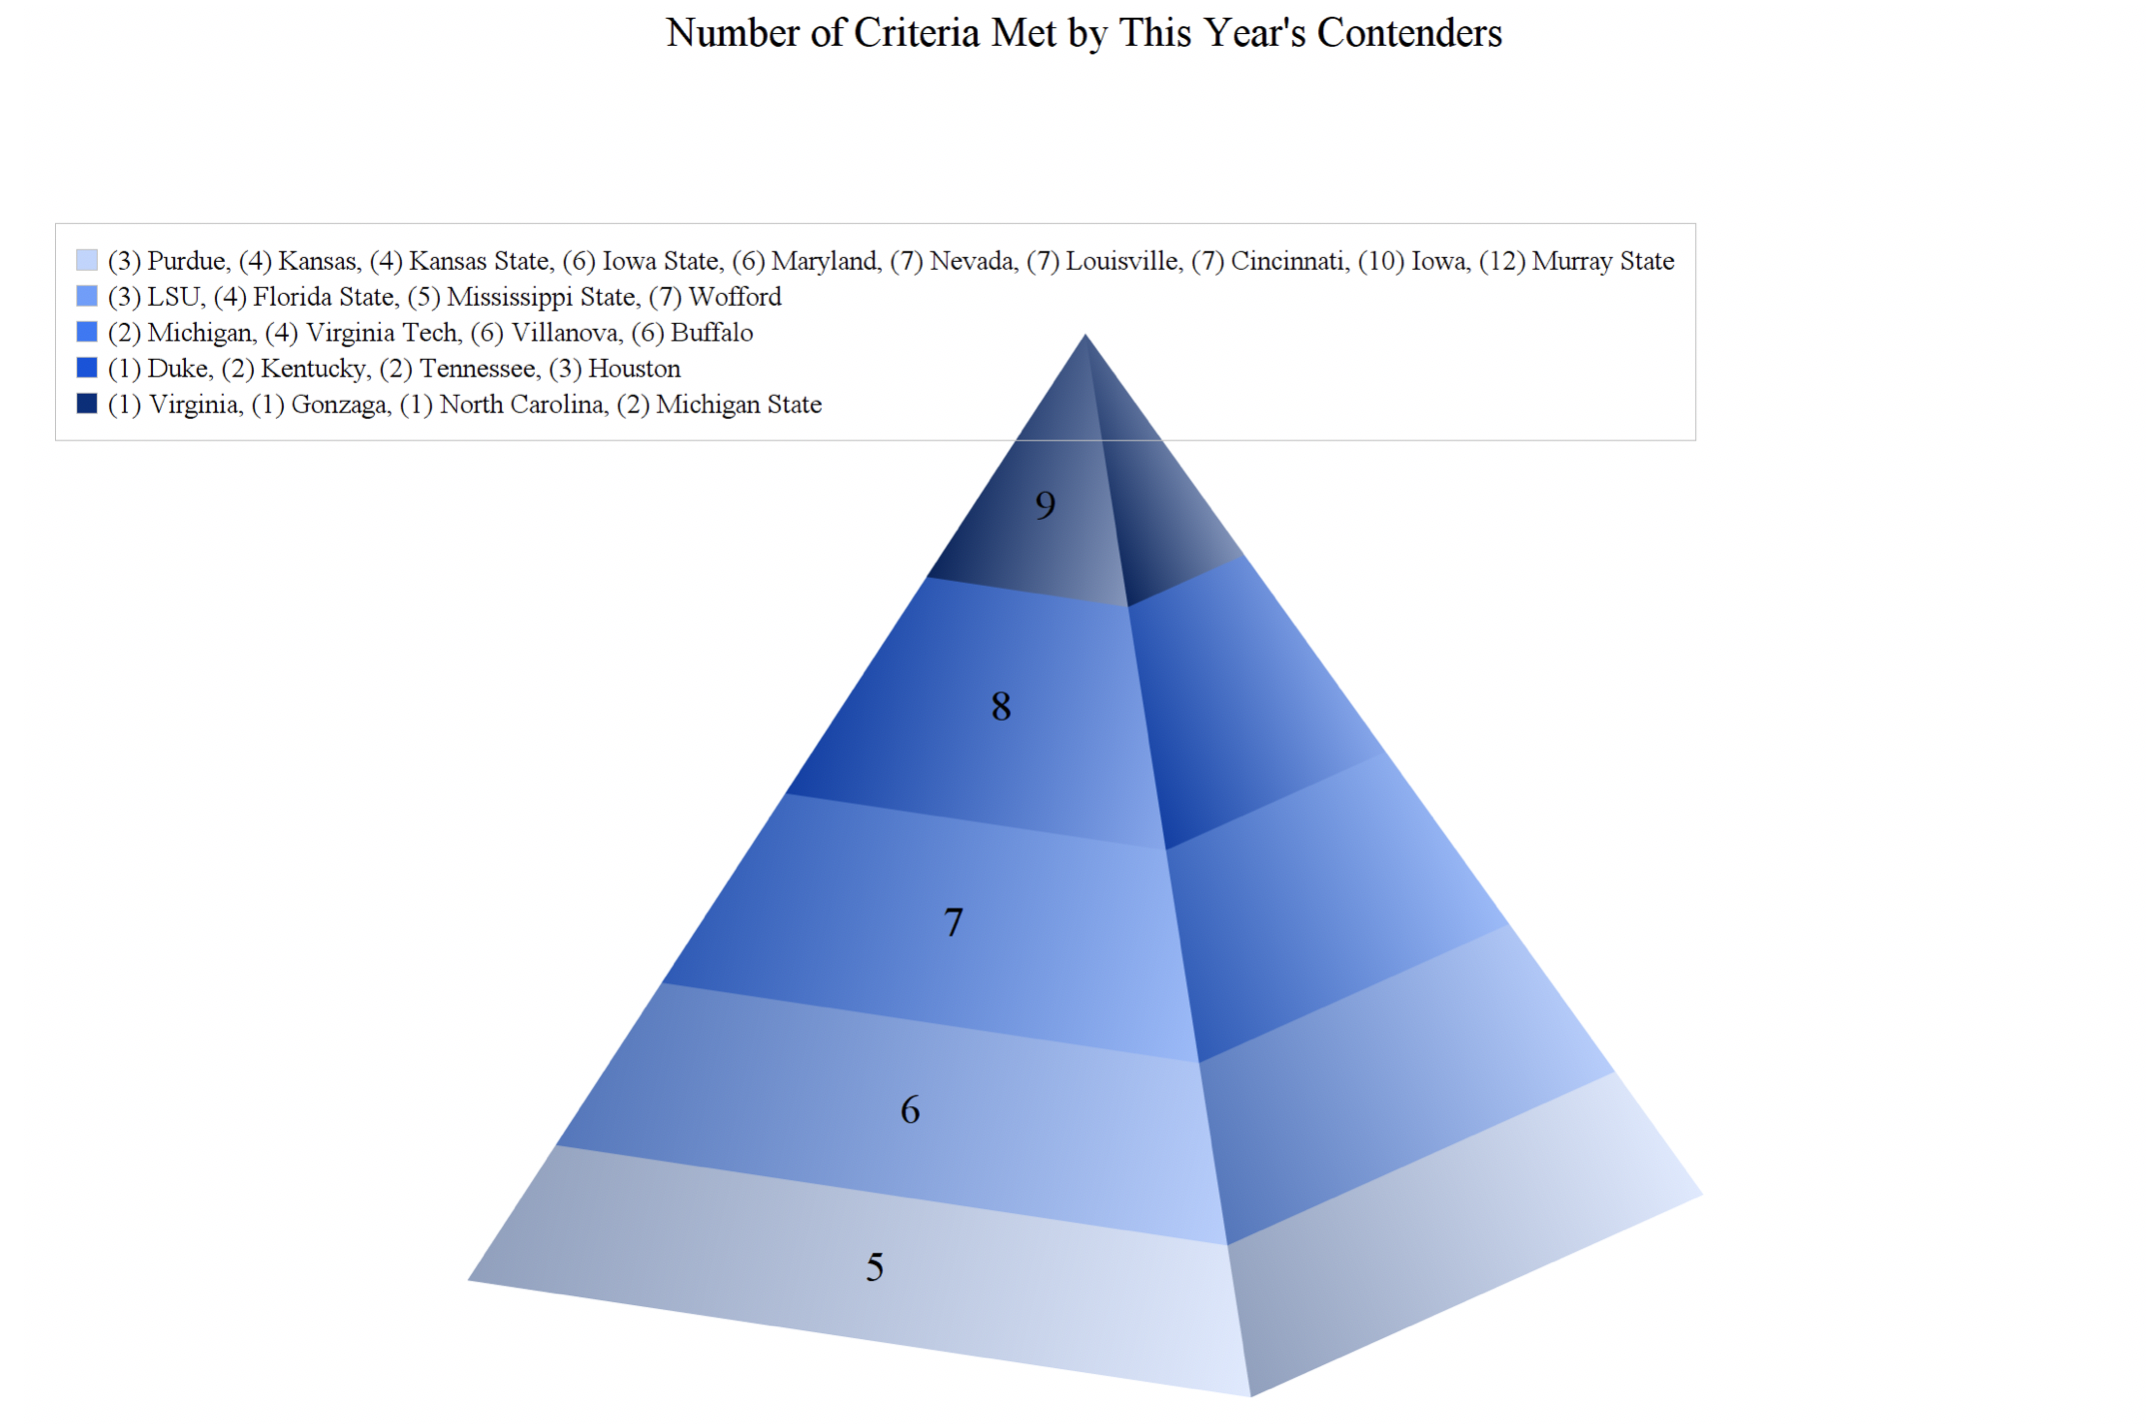 Number of Criteria Met by This Year's Contenders
(3) Purdue, (4) Kansas, (4) Kansas State, (6) Iowa State, (6) Maryland, (7) Nevada, (7) Louisville, (7) Cincinnati, (10) Iowa, (12) Murray State
(3) LSU, (4) Florida State, (5) Mississippi State, (7) Wofford
(2) Michigan, (4) Virginia Tech, (6) Villanova, (6) Buffalo
(1) Duke, (2) Kentucky, (2) Tennessee, (3) Houston
(1) Virginia, (1) Gonzaga, (1) North Carolina, (2) Michigan State
9
8
7
6
5